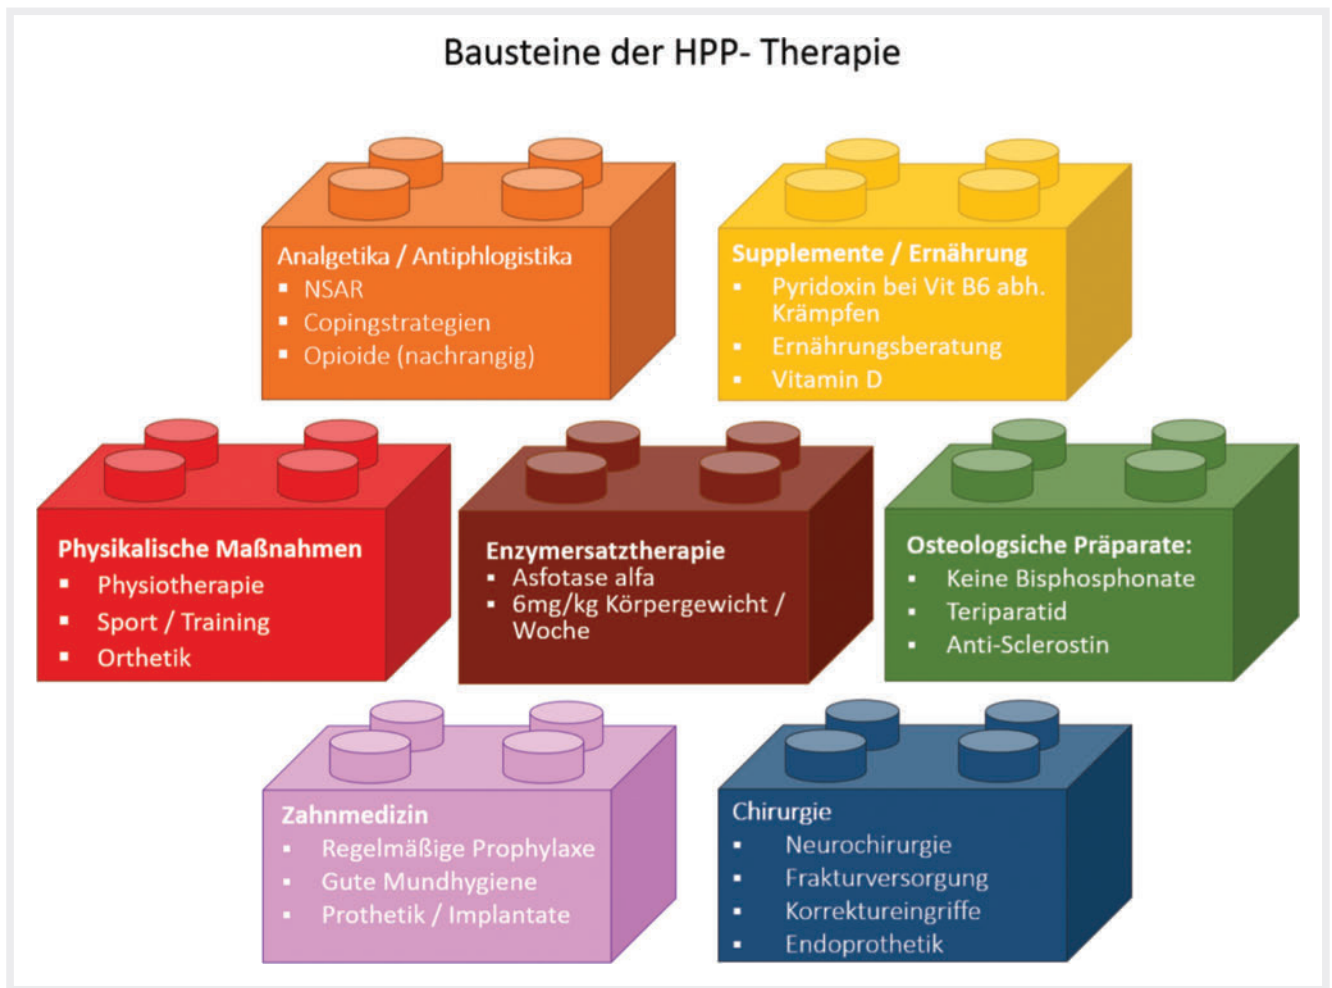 Bausteine der HPP- Therapie
Analgetika / Antiphlogistika
▪ NSAR
▪ Copingstrategien
▪ Opioide (nachrangig)
Supplemente / Ernährung
▪ Pyridoxin bei Vit B6 abh.
Krämpfen
▪ Ernährungsberatung
▪ Vitamin D
Physikalische Maßnahmen
▪ Physiotherapie
▪ Sport / Training
▪ Orthetik
Enzymersatztherapie
▪ Asfotase alfa
▪ 6mg/kg Körpergewicht /
Woche
Osteologsiche Präparate:
▪ Keine Bisphosphonate
▪ Teriparatid
▪ Anti-Sclerostin
Zahnmedizin
▪ Regelmäßige Prophylaxe
▪ Gute Mundhygiene
▪ Prothetik / Implantate
Chirurgie
▪ Neurochirurgie
▪ Frakturversorgung
▪ Korrektureingriffe
▪ Endoprothetik